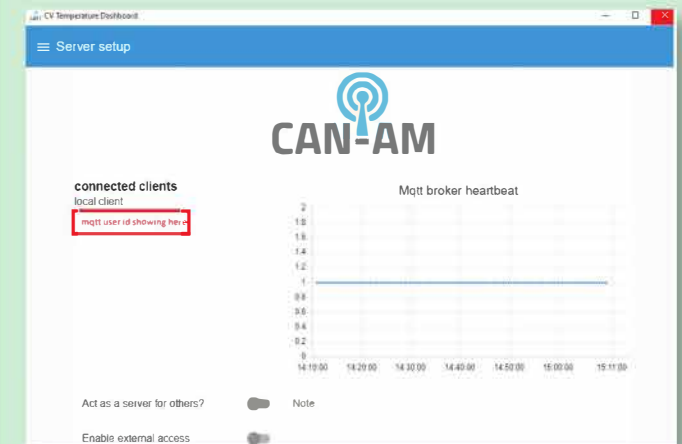 CV Temperature Dashboard
Server setup
CAN-AM
connected clients
local client
mqtt user id showing here
Mqtt broker heartbeat
2
1.8
1.6
1.4
1.2
1
0.8
0.6
0.4
0.2
0
14:10:00 14:20:00 14:30:00 14:40:00 14:50:00 15:00:00 15:11:00
Act as a server for others? Note
Enable external access